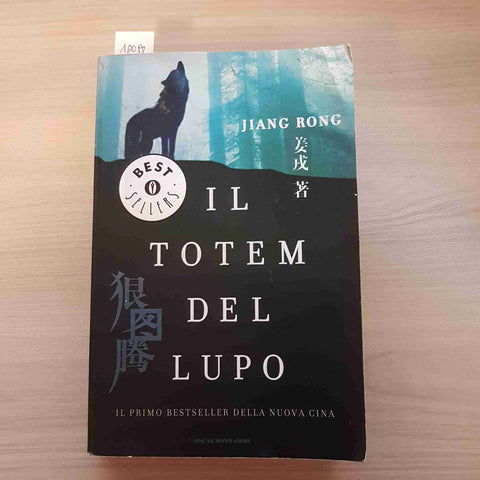 JIANG RONG
姜戎 著
BEST
SELLERS
IL
TOTEM
DEL
LUPO
狼图腾
IL PRIMO BESTSELLER DELLA NUOVA CINA
OSCAR MONDADORI